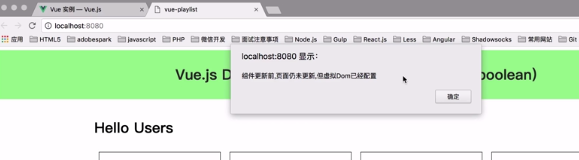 Vue 实例 — Vue.js
vue-playlist
localhost:8080
应用 HTML5 adobespark javascript PHP 微信开发 面试注意事项 Node.js Gulp React.js Less Angular Shadowsocks 常用网站 Git
localhost:8080 显示:
组件更新前,页面仍未更新,但虚拟Dom已经配置
确定
Vue.js D
boolean)
Hello Users